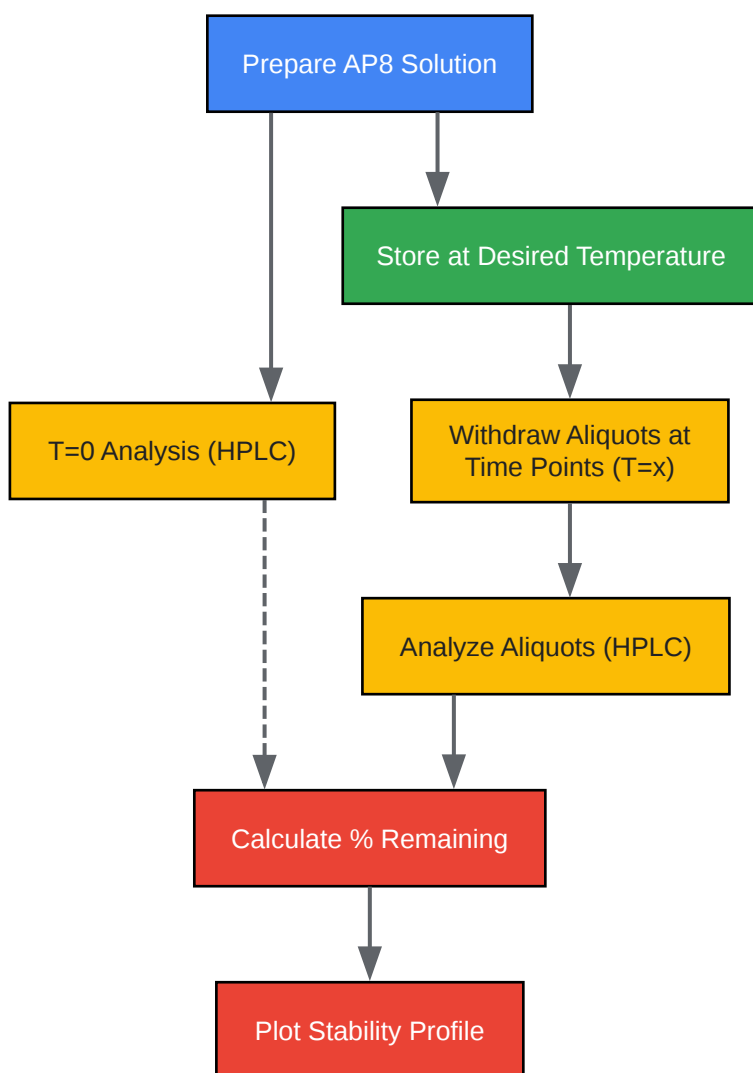 Prepare AP8 Solution
Store at Desired Temperature
T=0 Analysis (HPLC)
Withdraw Aliquots at
Time Points (T=x)
Analyze Aliquots (HPLC)
Calculate % Remaining
Plot Stability Profile